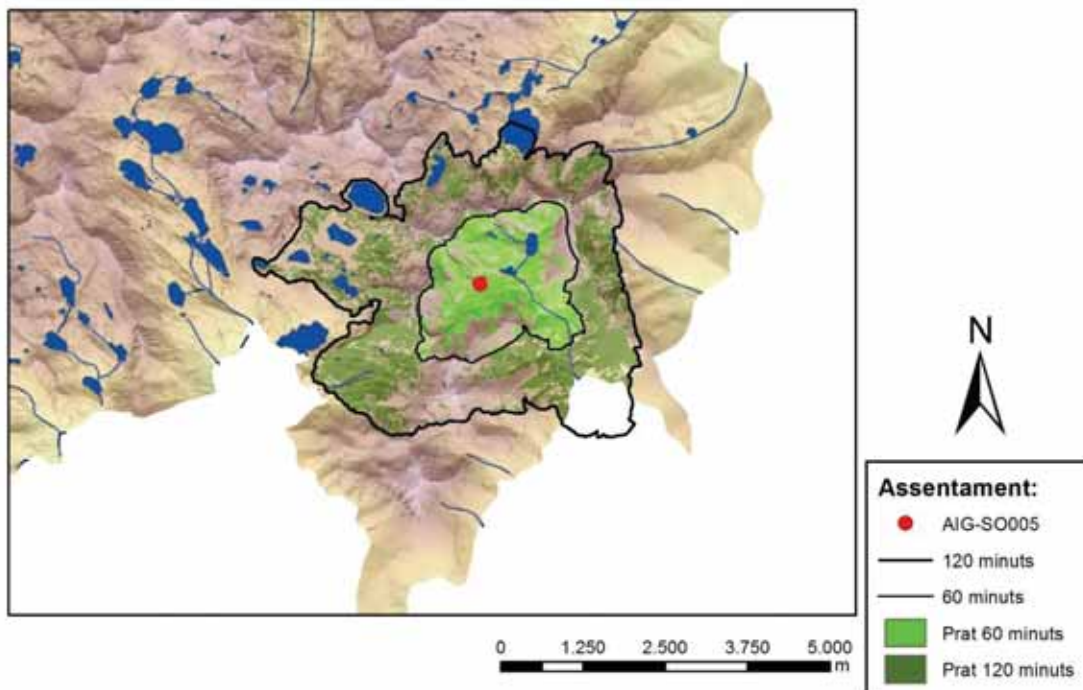 N
Assentament:
AIG-SO005
120 minuts
60 minuts
Prat 60 minuts
Prat 120 minuts
0 1.250 2.500 3.750 5.000
m